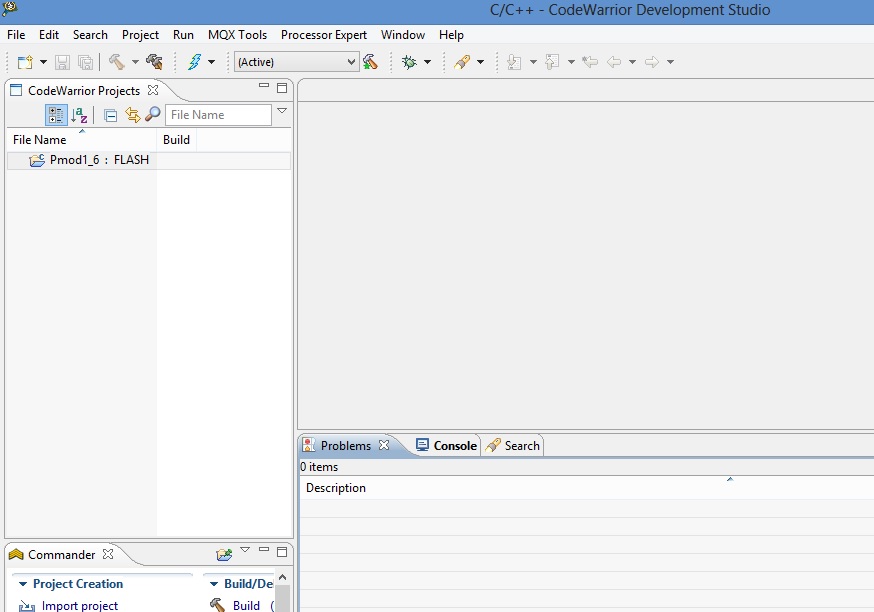 C/C++ - CodeWarrior Development Studio
File Edit Search Project Run MQX Tools Processor Expert Window Help
(Active)
CodeWarrior Projects
File Name
File Name Build
Pmod1_6 : FLASH
Problems Console Search
0 items
Description
Commander
Project Creation Build/De
Import project Build (